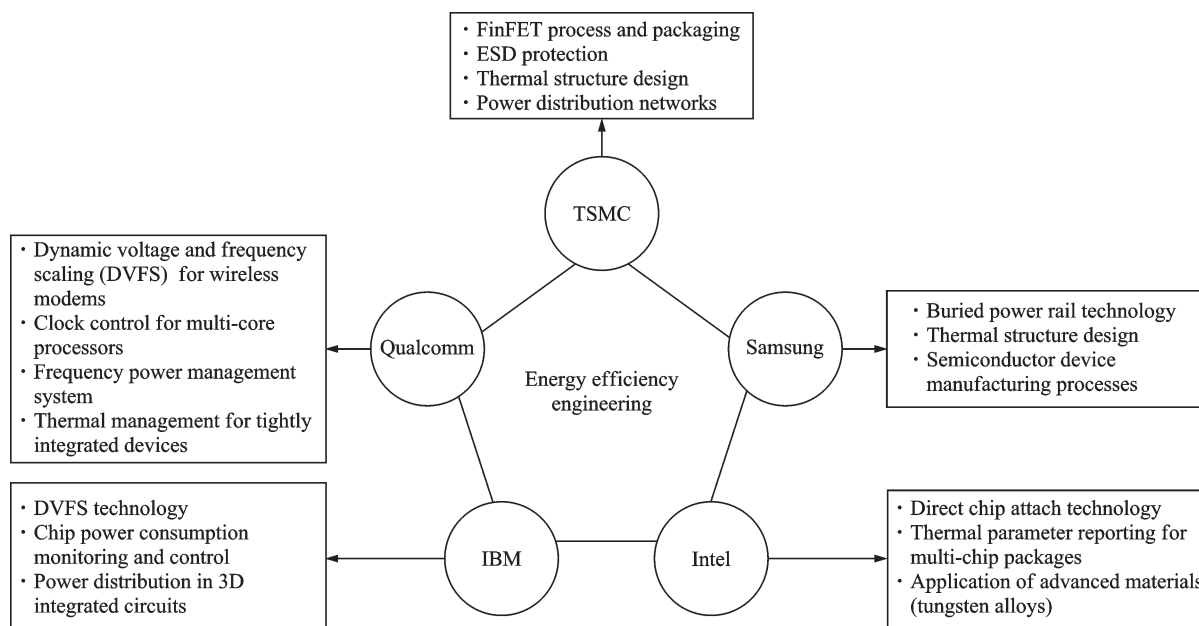 · FinFET process and packaging
· ESD protection
· Thermal structure design
· Power distribution networks
TSMC
· Dynamic voltage and frequency
scaling (DVFS) for wireless
modems
· Clock control for multi-core
processors
· Frequency power management
system
· Thermal management for tightly
integrated devices
Qualcomm
Samsung
· Buried power rail technology
· Thermal structure design
· Semiconductor device
manufacturing processes
Energy efficiency
engineering
· DVFS technology
· Chip power consumption
monitoring and control
· Power distribution in 3D
integrated circuits
IBM
Intel
· Direct chip attach technology
· Thermal parameter reporting for
multi-chip packages
· Application of advanced materials
(tungsten alloys)